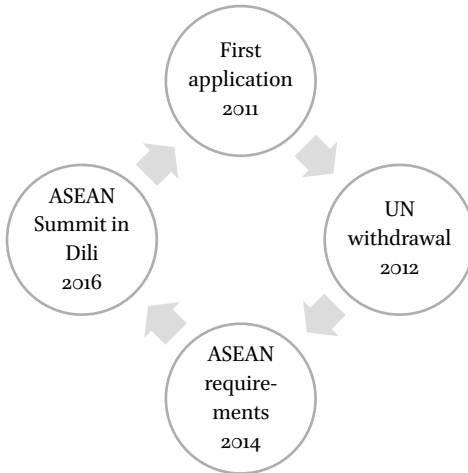 First
application
2011
UN
withdrawal
2012
ASEAN
require-
ments
2014
ASEAN
Summit in
Dili
2016